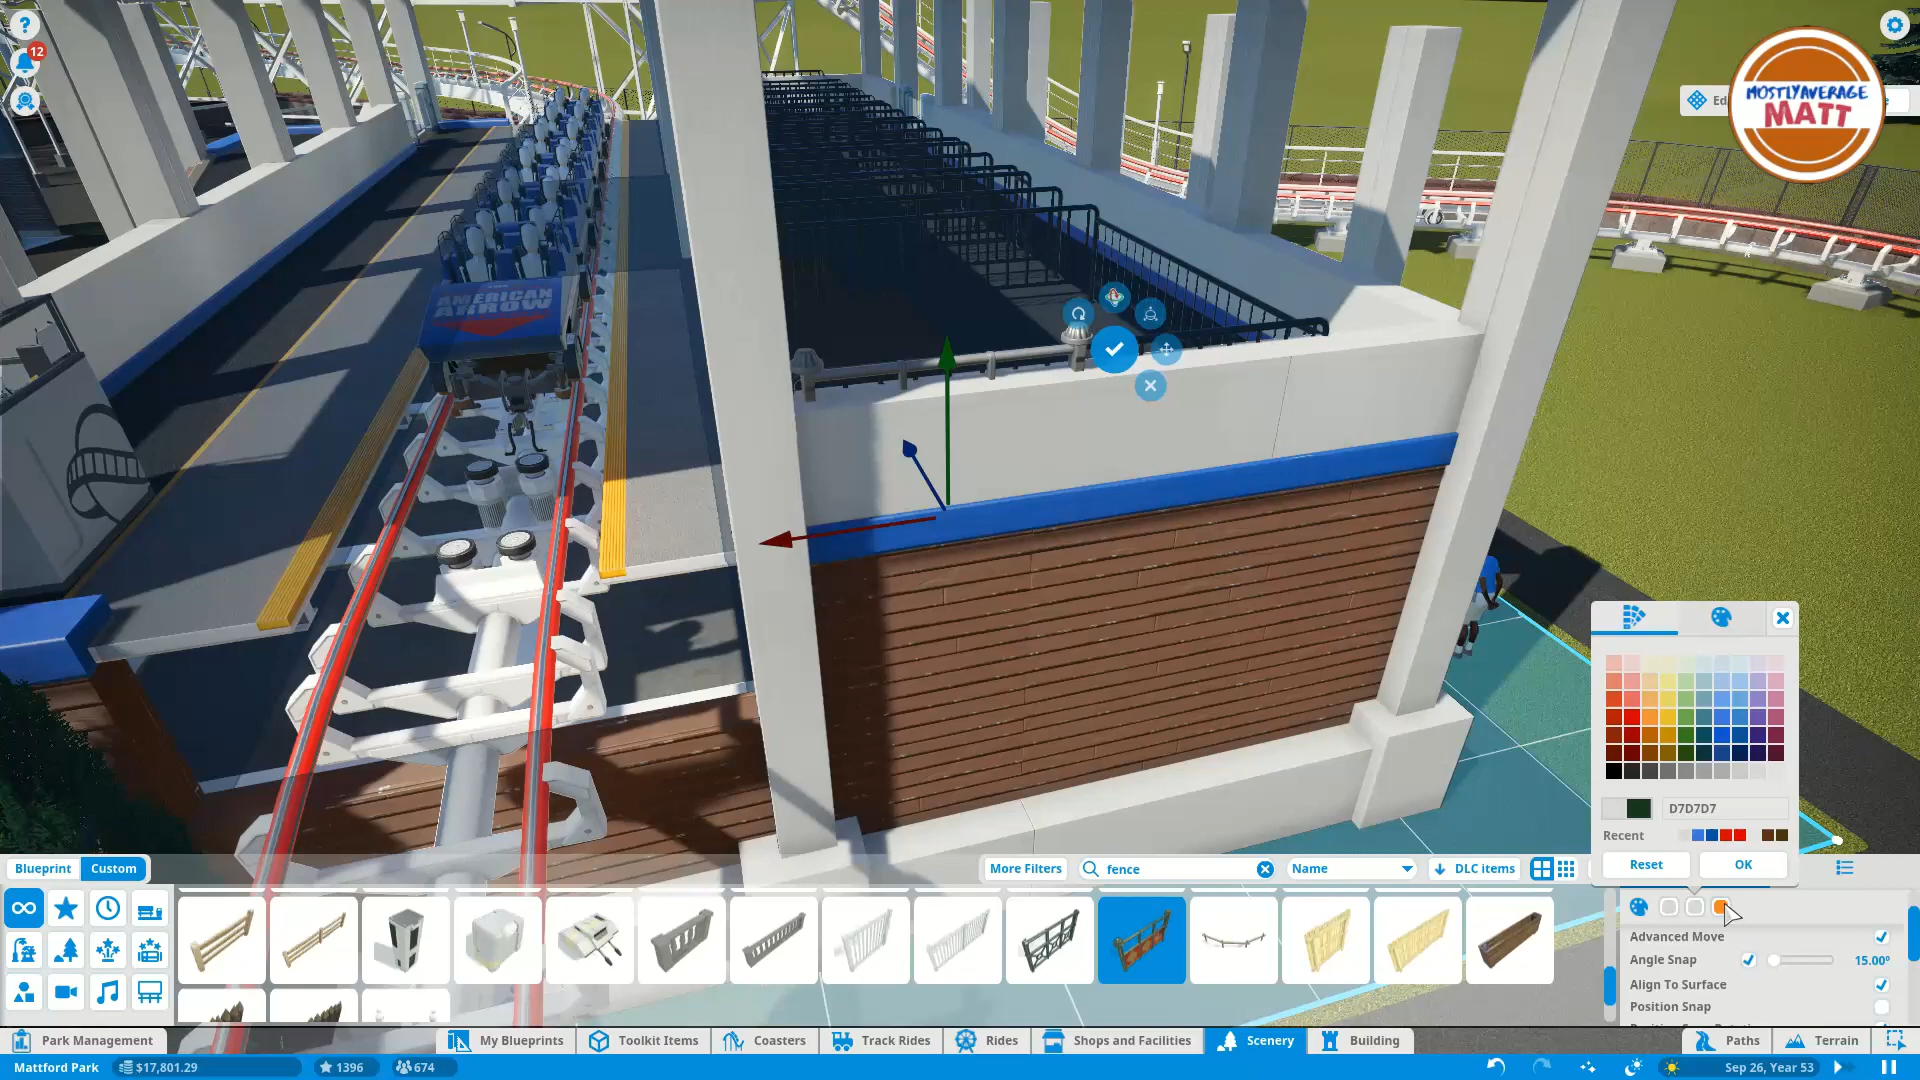 ?
12
Ed
MOSTLYAVERAGE
MATT
AMERICAN
ARROW
D7D7D7
Recent
Reset
OK
Blueprint
Custom
More Filters
fence
Name
DLC items
Advanced Move
Angle Snap
15.00°
Align To Surface
Position Snap
Park Management
My Blueprints
Toolkit Items
Coasters
Track Rides
Rides
Shops and Facilities
Scenery
Building
Paths
Terrain
Mattford Park
$17,801.29
1396
674
Sep 26, Year 53